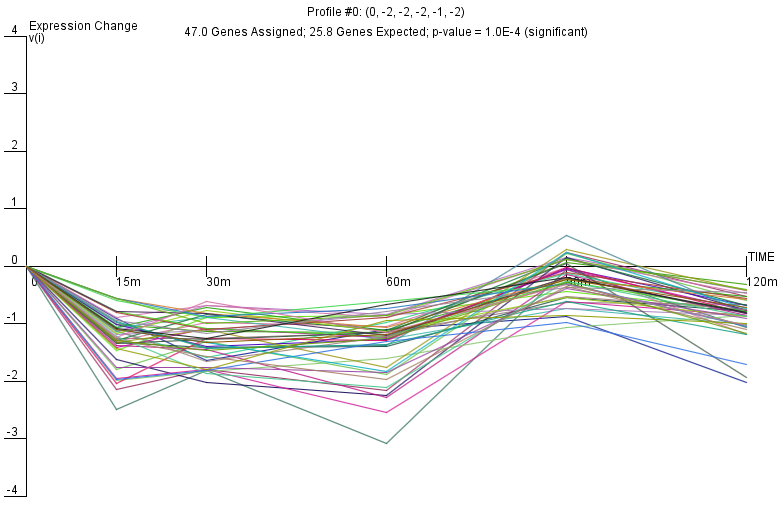 Profile #0: (0, -2, -2, -2, -1, -2)
Expression Change
v(i)
47.0 Genes Assigned; 25.8 Genes Expected; p-value = 1.0E-4 (significant)
4
3
2
1
0
-1
-2
-3
-4
TIME
0 15m 30m 60m 120m